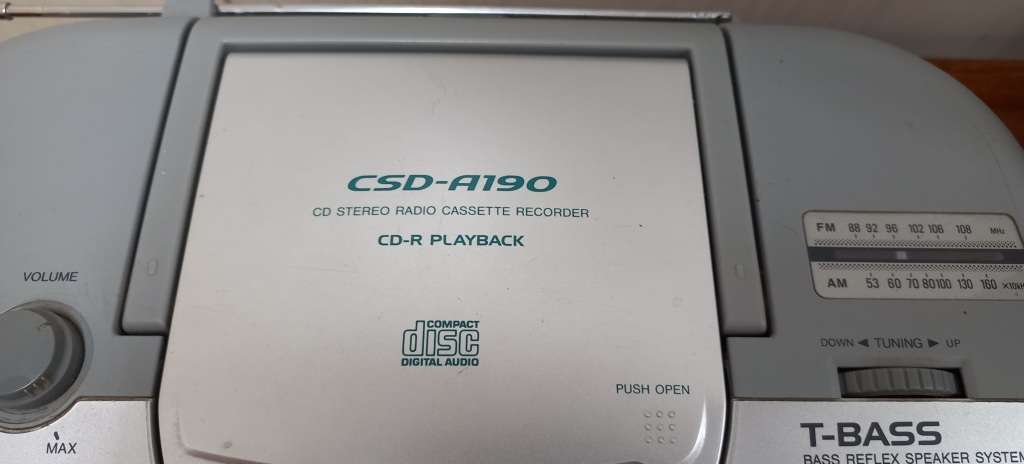 CSD-A190
CD STEREO RADIO CASSETTE RECORDER
CD-R PLAYBACK
FM 88 92 96 102 106 108 MHz
AM 53 60 70 80 100 130 160 ×10kH
VOLUME
MAX
COMPACT
disc
DIGITAL AUDIO
DOWN ◀ TUNING ▶ UP
PUSH OPEN
T-BASS
BASS REFLEX SPEAKER SYSTEM